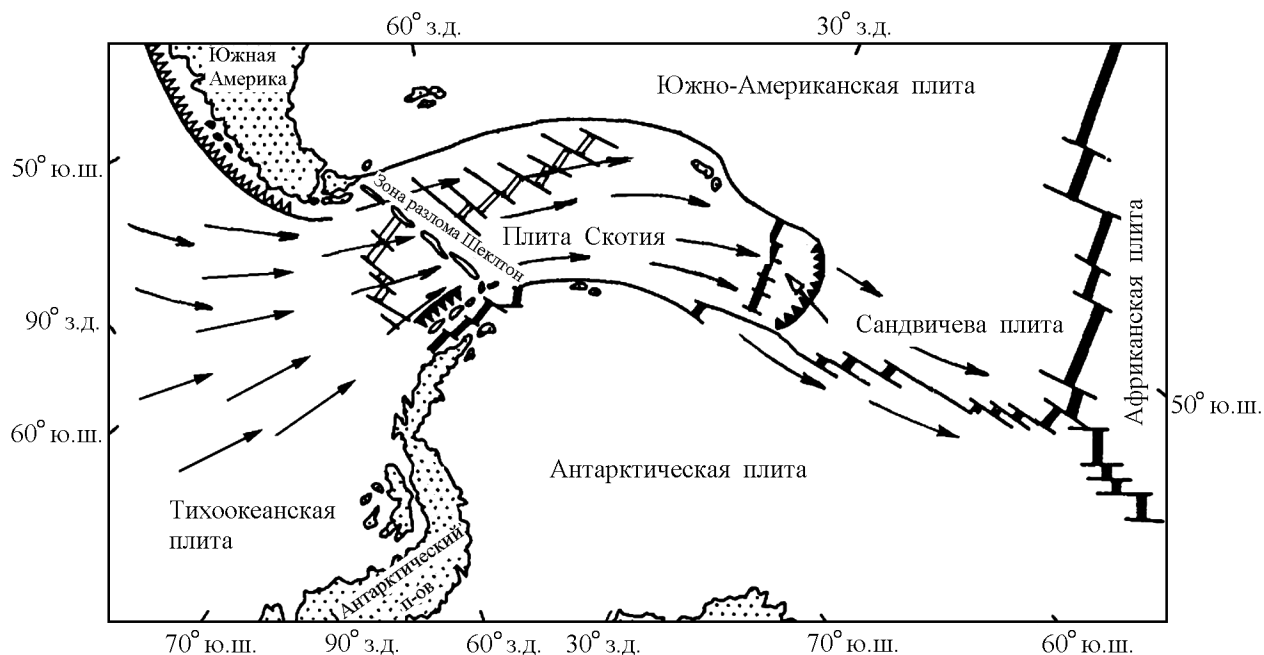 60° з.д.
30° з.д.
Южная
Америка
Южно-Американская плита
50° ю.ш.
Зона разлома Шеклтон
Плита Скотия
Африканская плита
90° з.д.
Сандвичева плита
50° ю.ш.
60° ю.ш.
Антарктическая плита
Тихоокеанская
плита
Антарктический
п-ов
70° ю.ш.
90° з.д.
60° з.д.
30° з.д.
70° ю.ш.
60° ю.ш.